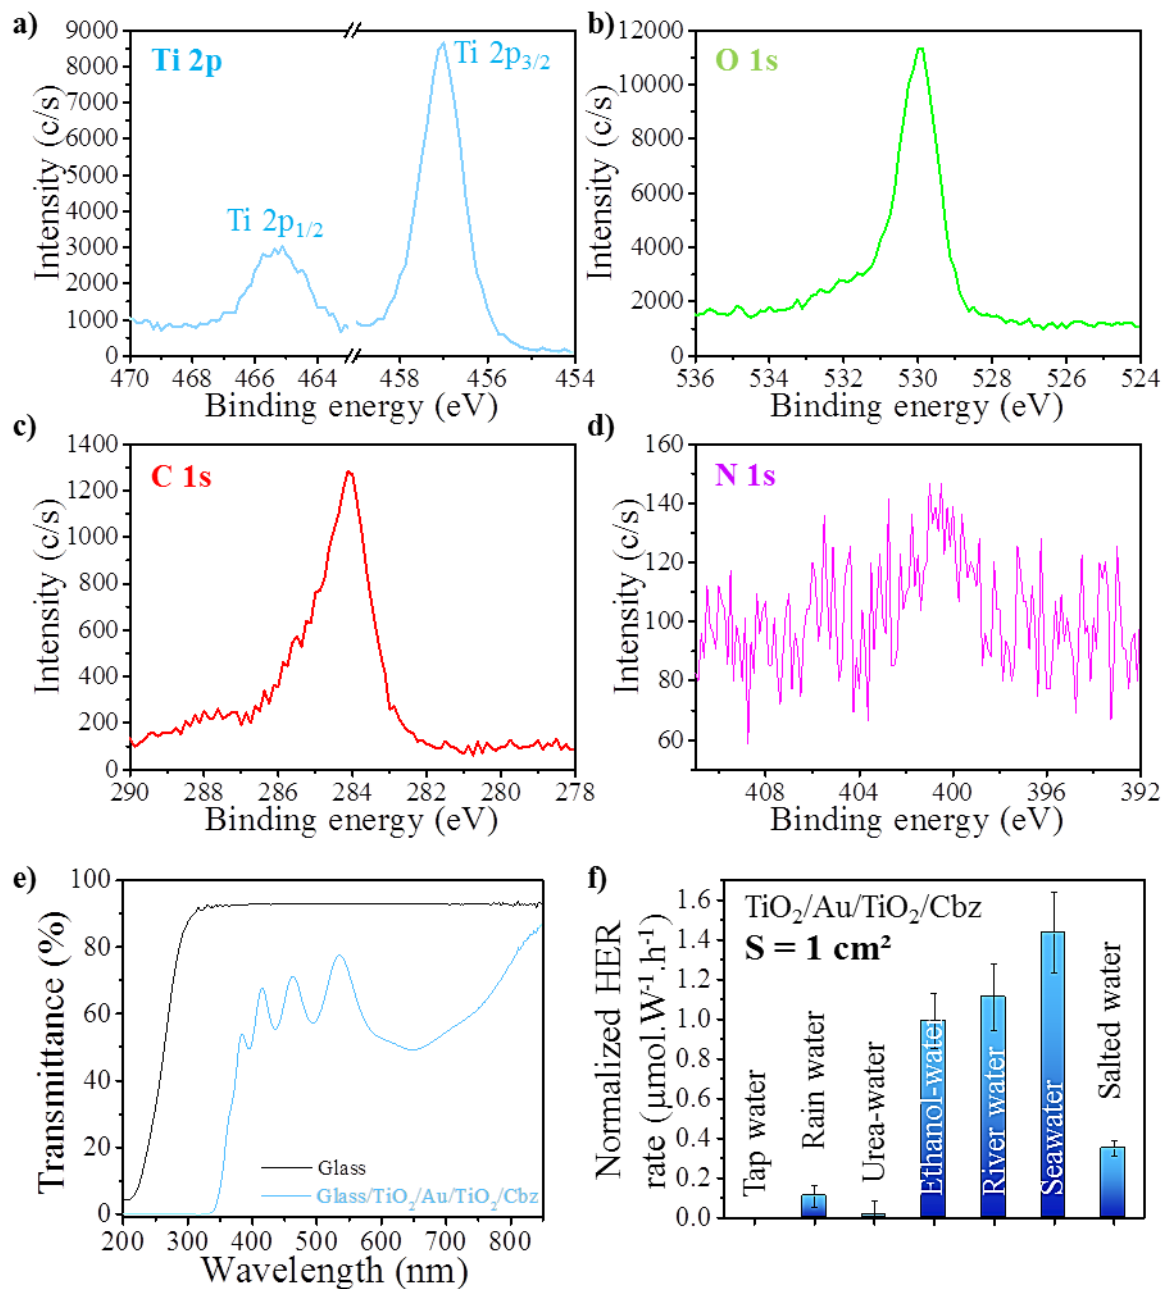 a)
Ti 2p
Ti 2p1/2
Ti 2p3/2
Intensity (c/s)
9000
8000
7000
6000
5000
4000
3000
2000
1000
0
470 468 466 464 458 456 454
Binding energy (eV)
b)
O 1s
Intensity (c/s)
12000
10000
8000
6000
4000
2000
0
536 534 532 530 528 526 524
Binding energy (eV)
c)
C 1s
Intensity (c/s)
1400
1300
1000
800
600
400
200
0
290 288 286 284 282 280 278
Binding energy (eV)
d)
N 1s
Intensity (c/s)
160
140
120
100
80
60
408 404 400 396 392
Binding energy (eV)
e)
Transmittance (%)
100
80
60
40
20
0
Glass
Glass/TiO2/Au/TiO2/Cbz
200 300 400 500 600 700 800
Wavelength (nm)
f)
Normalized HER
rate (μmol.W-1.h-1)
1.6
1.4
1.2
1.0
0.8
0.6
0.4
0.2
0.0
TiO2/Au/TiO2/Cbz
S = 1 cm²
Tap water
Rain water
Urea-water
Ethanol-water
River water
Seawater
Salted water